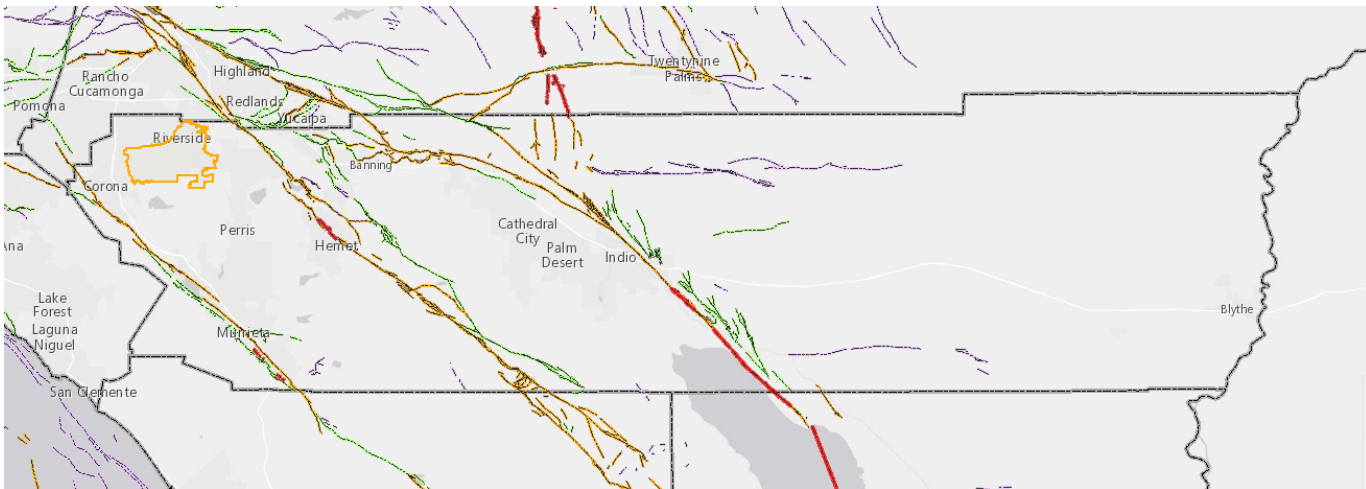 Twentynine
Palms
Highland
Rancho
Cucamonga
Pomona
Redlands
Yucaipa
Riverside
Banning
Corona
Cathedral
City
Perris
Hemet
Palm
Desert
Indio
Ana
Lake
Forest
Laguna
Niguel
Murrieta
Blythe
San Clemente